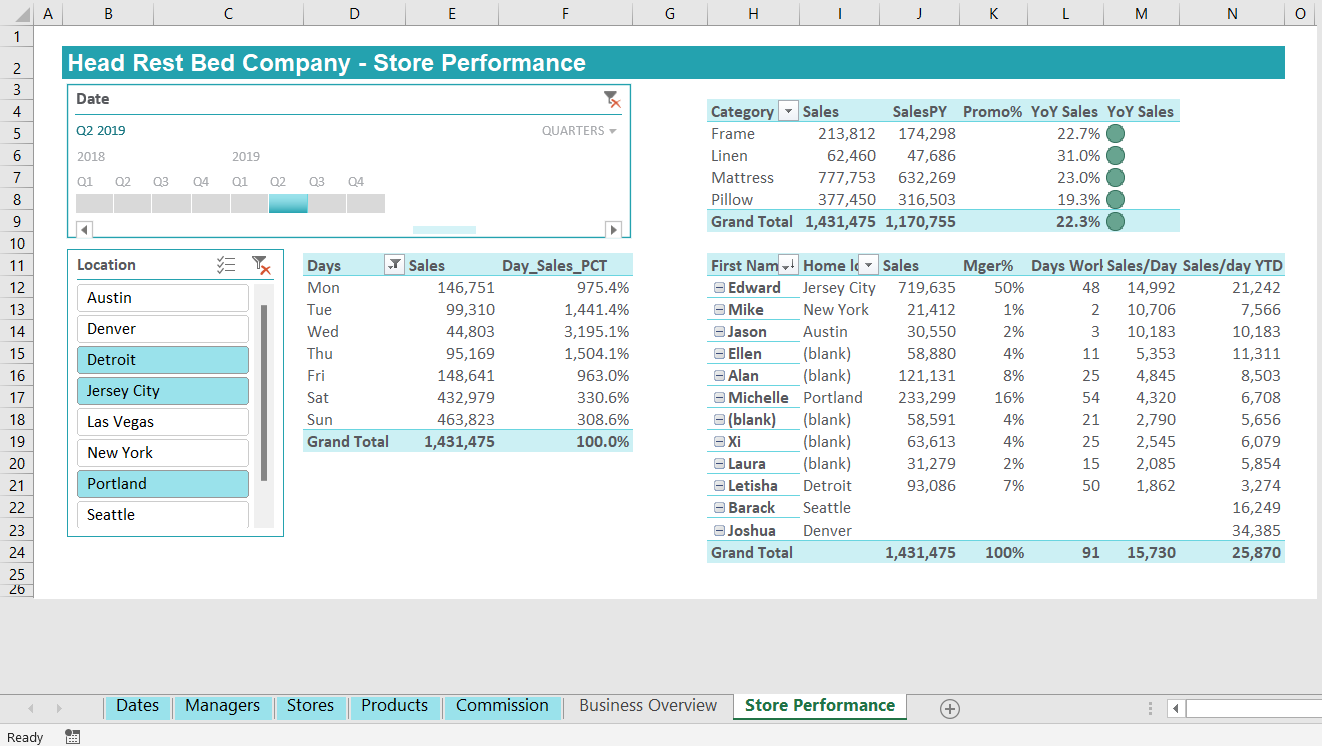 A B C D E F G H I J K L M N O
1
2 Head Rest Bed Company - Store Performance
3
Date
Q2 2019 QUARTERS
2018 2019
Q1 Q2 Q3 Q4 Q1 Q2 Q3 Q4
4 Category Sales SalesPY Promo% YoY Sales YoY Sales
5 Frame 213,812 174,298 22.7%
6 Linen 62,460 47,686 31.0%
7 Mattress 777,753 632,269 23.0%
8 Pillow 377,450 316,503 19.3%
9 Grand Total 1,431,475 1,170,755 22.3%
10
Location
Austin
Denver
Detroit
Jersey City
Las Vegas
New York
Portland
Seattle
Days Sales Day_Sales_PCT
Mon 146,751 975.4%
Tue 99,310 1,441.4%
Wed 44,803 3,195.1%
Thu 95,169 1,504.1%
Fri 148,641 963.0%
Sat 432,979 330.6%
Sun 463,823 308.6%
Grand Total 1,431,475 100.0%
11 First Nam Home lo Sales Mger% Days Worl Sales/Day Sales/day YTD
12 Edward Jersey City 719,635 50% 48 14,992 21,242
13 Mike New York 21,412 1% 2 10,706 7,566
14 Jason Austin 30,550 2% 3 10,183 10,183
15 Ellen (blank) 58,880 4% 11 5,353 11,311
16 Alan (blank) 121,131 8% 25 4,845 8,503
17 Michelle Portland 233,299 16% 54 4,320 6,708
18 (blank) (blank) 58,591 4% 21 2,790 5,656
19 Xi (blank) 63,613 4% 25 2,545 6,079
20 Laura (blank) 31,279 2% 15 2,085 5,854
21 Letisha Detroit 93,086 7% 50 1,862 3,274
22 Barack Seattle 16,249
23 Joshua Denver 34,385
24 Grand Total 1,431,475 100% 91 15,730 25,870
25
26
Dates Managers Stores Products Commission Business Overview Store Performance
Ready